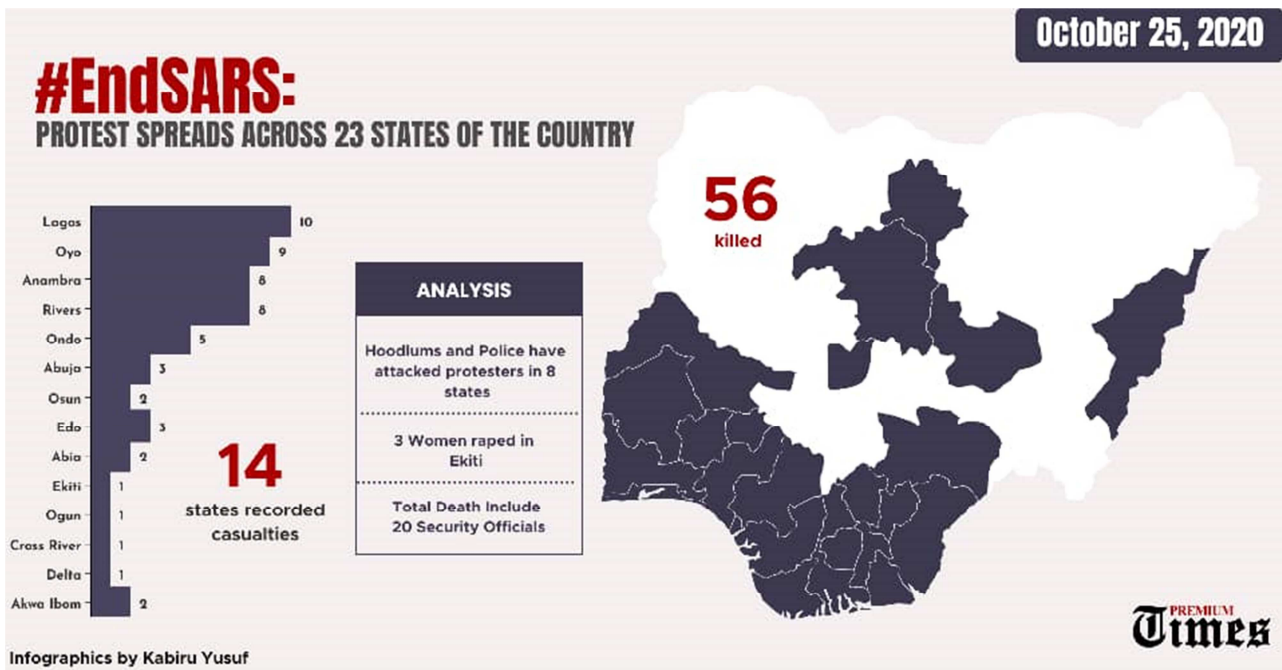 October 25, 2020
#EndSARS:
PROTEST SPREADS ACROSS 23 STATES OF THE COUNTRY
Lagos 10
Oyo 9
Anambra 8
Rivers 8
Ondo 5
Abuja 3
Osun 2
Edo 3
Abia 2
Ekiti 1
Ogun 1
Cross River 1
Delta 1
Akwa Ibom 2
14
states recorded
casualties
ANALYSIS
Hoodlums and Police have
attacked protesters in 8
states
3 Women raped in
Ekiti
Total Death Include
20 Security Officials
56
killed
Infographics by Kabiru Yusuf
PREMIUM
Times